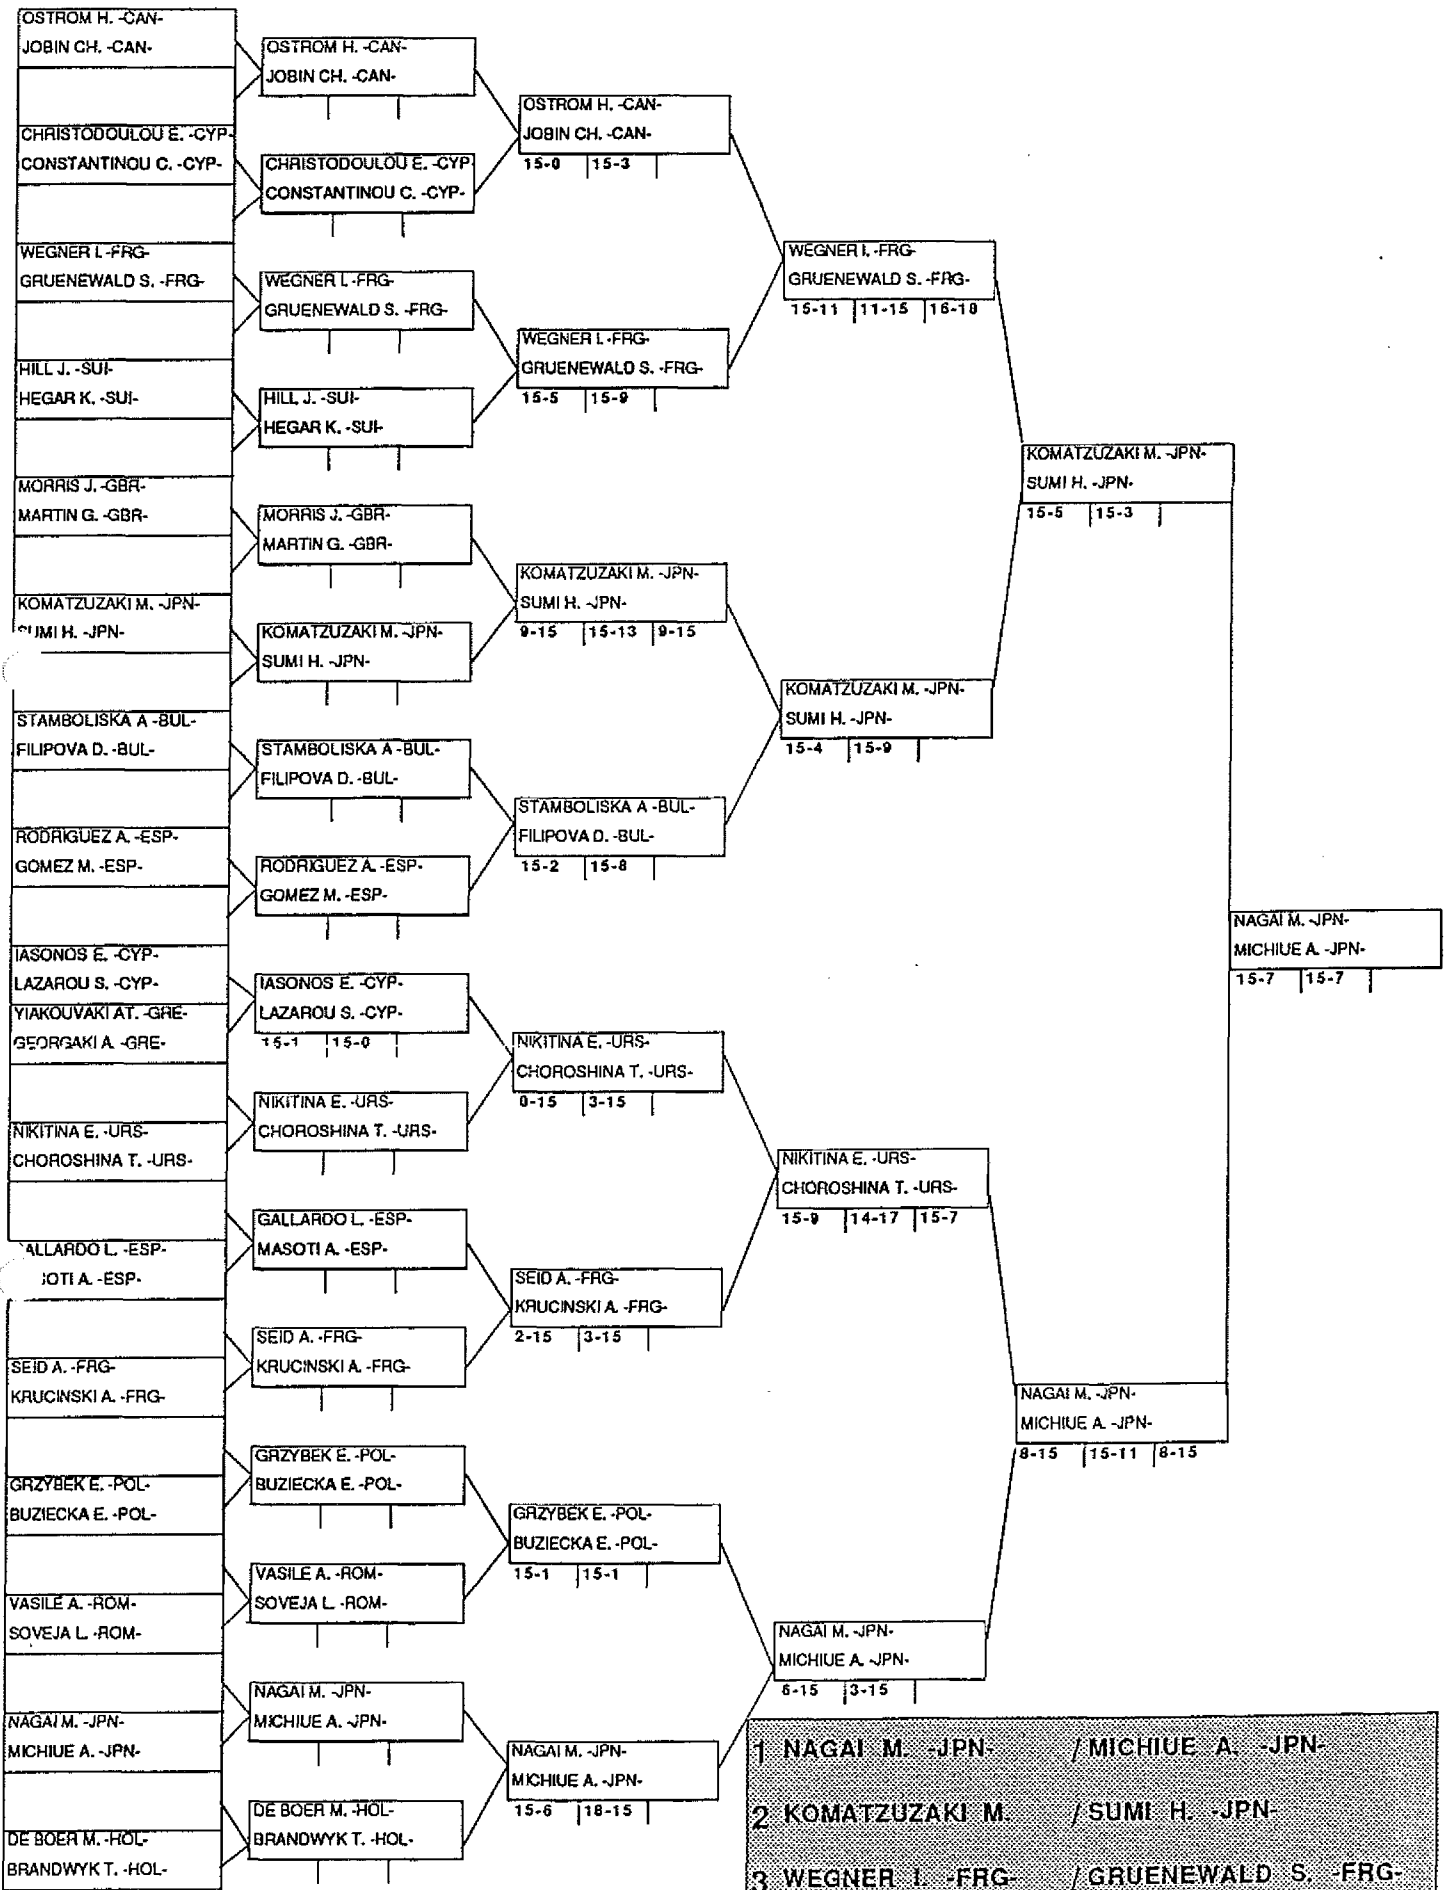 OSTROM H. -CAN-
JOBIN CH. -CAN-
CHRISTODOULOU E. -CYP-
CONSTANTINOU C. -CYP-
WEGNER I. -FRG-
GRUENEWALD S. -FRG-
HILL J. -SUI-
HEGAR K. -SUI-
MORRIS J. -GBR-
MARTIN G. -GBR-
KOMATZUZAKI M. -JPN-
SUMI H. -JPN-
STAMBOLISKA A -BUL-
FILIPOVA D. -BUL-
RODRIGUEZ A. -ESP-
GOMEZ M. -ESP-
IASONOS E. -CYP-
LAZAROU S. -CYP-
YIAKOUVAKI AT. -GRE-
GEORGAKI A. -GRE-
NIKITINA E. -URS-
CHOROSHINA T. -URS-
ALLARDO L. -ESP-
OTI A. -ESP-
SEID A. -FRG-
KRUCINSKI A. -FRG-
GRZYBEK E. -POL-
BUZIECKA E. -POL-
VASILE A. -ROM-
SOVEJA L. -ROM-
NAGAI M. -JPN-
MICHIUE A. -JPN-
DE BOER M. -HOL-
BRANDWYK T. -HOL-
OSTROM H. -CAN-
JOBIN CH. -CAN-
CHRISTODOULOU E. -CYP
CONSTANTINOU C. -CYP-
WEGNER I. -FRG-
GRUENEWALD S. -FRG-
HILL J. -SUI-
HEGAR K. -SUI-
MORRIS J. -GBR-
MARTIN G. -GBR-
KOMATZUZAKI M. -JPN-
SUMI H. -JPN-
STAMBOLISKA A -BUL-
FILIPOVA D. -BUL-
RODRIGUEZ A. -ESP-
GOMEZ M. -ESP-
IASONOS E. -CYP-
LAZAROU S. -CYP-
15-1 15-0
NIKITINA E. -URS-
CHOROSHINA T. -URS-
GALLARDO L. -ESP-
MASOTI A. -ESP-
SEID A. -FRG-
KRUCINSKI A. -FRG-
GRZYBEK E. -POL-
BUZIECKA E. -POL-
VASILE A. -ROM-
SOVEJA L. -ROM-
NAGAI M. -JPN-
MICHIUE A. -JPN-
DE BOER M. -HOL-
BRANDWYK T. -HOL-
OSTROM H. -CAN-
JOBIN CH. -CAN-
15-0 15-3
WEGNER I. -FRG-
GRUENEWALD S. -FRG-
15-5 15-9
KOMATZUZAKI M. -JPN-
SUMI H. -JPN-
9-15 15-13 9-15
STAMBOLISKA A -BUL-
FILIPOVA D. -BUL-
15-2 15-8
NIKITINA E. -URS-
CHOROSHINA T. -URS-
0-15 3-15
SEID A. -FRG-
KRUCINSKI A. -FRG-
2-15 3-15
GRZYBEK E. -POL-
BUZIECKA E. -POL-
15-1 15-1
NAGAI M. -JPN-
MICHIUE A. -JPN-
15-6 18-15
WEGNER I. -FRG-
GRUENEWALD S. -FRG-
15-11 11-15 16-18
KOMATZUZAKI M. -JPN-
SUMI H. -JPN-
15-4 15-9
NIKITINA E. -URS-
CHOROSHINA T. -URS-
15-9 14-17 15-7
NAGAI M. -JPN-
MICHIUE A. -JPN-
6-15 3-15
KOMATZUZAKI M. -JPN-
SUMI H. -JPN-
15-5 15-3
NAGAI M. -JPN-
MICHIUE A. -JPN-
8-15 15-11 8-15
NAGAI M. -JPN-
MICHIUE A. -JPN-
15-7 15-7
1 NAGAI M. -JPN- / MICHIUE A. -JPN-
2 KOMATZUZAKI M. / SUMI H. -JPN-
3 WEGNER I. -FRG- / GRUENEWALD S. -FRG-